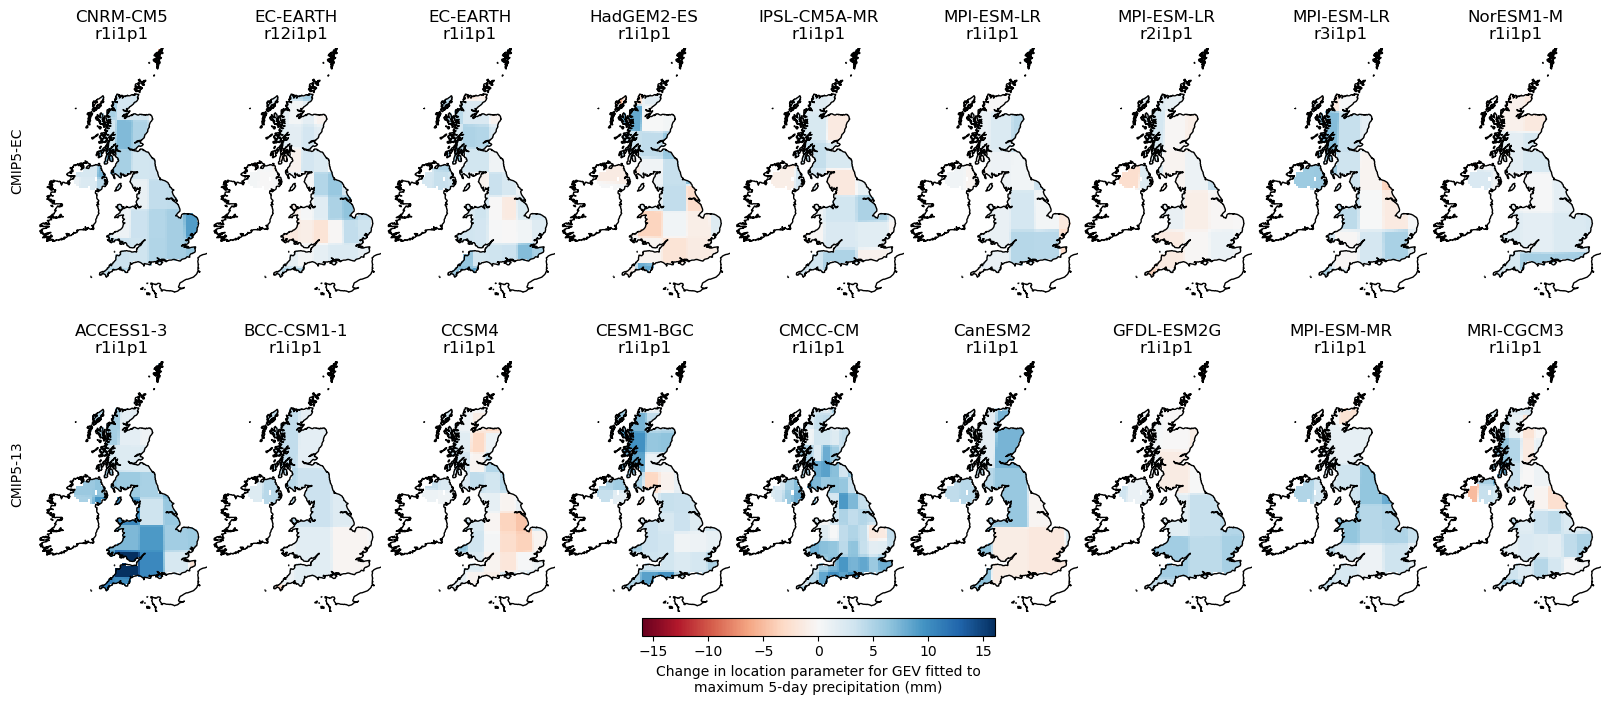 CNRM-CM5 EC-EARTH EC-EARTH HadGEM2-ES IPSL-CM5A-MR MPI-ESM-LR MPI-ESM-LR MPI-ESM-LR NorESM1-M
r1i1p1 r12i1p1 r1i1p1 r1i1p1 r1i1p1 r1i1p1 r2i1p1 r3i1p1 r1i1p1
CMIP5-EC
ACCESS1-3 BCC-CSM1-1 CCSM4 CESM1-BGC CMCC-CM CanESM2 GFDL-ESM2G MPI-ESM-MR MRI-CGCM3
r1i1p1 r1i1p1 r1i1p1 r1i1p1 r1i1p1 r1i1p1 r1i1p1 r1i1p1 r1i1p1
CMIP5-13
−15 −10 −5 0 5 10 15
Change in location parameter for GEV fitted to
maximum 5-day precipitation (mm)